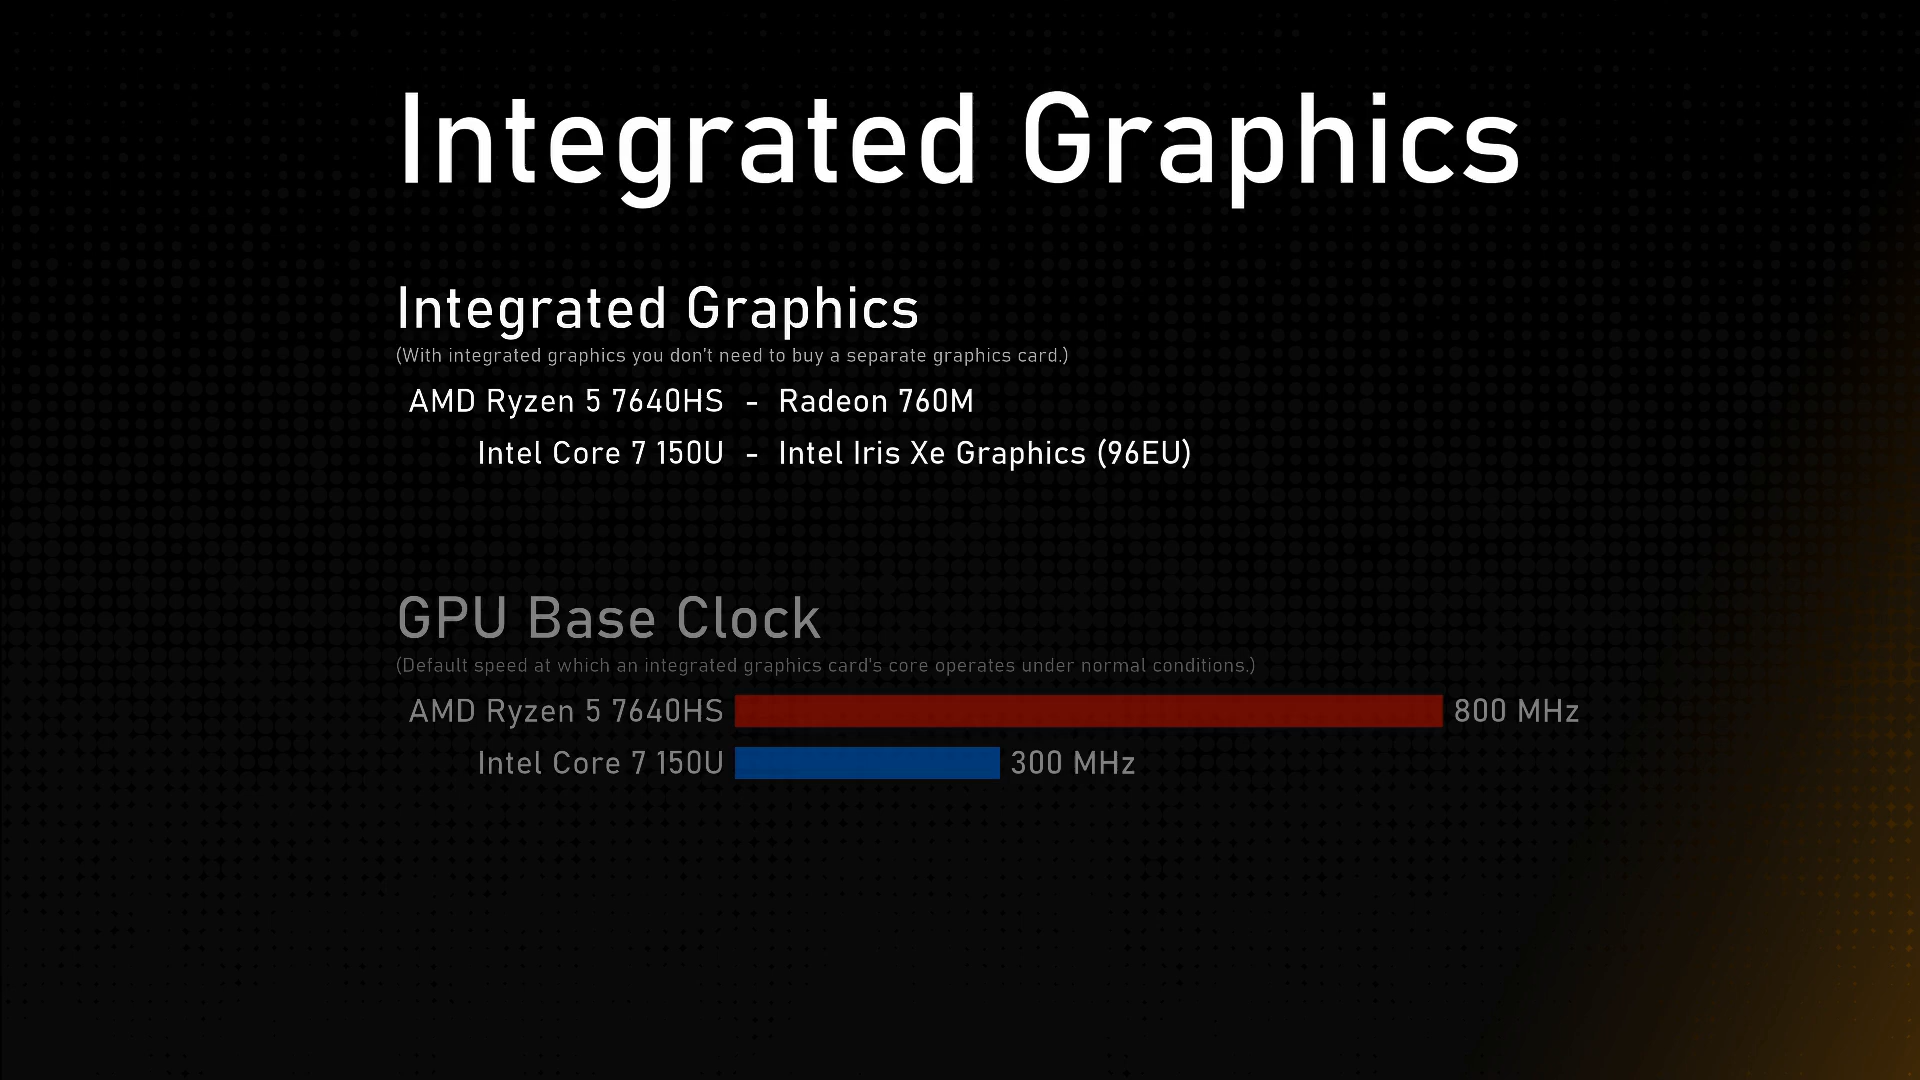 Integrated Graphics
Integrated Graphics
(With integrated graphics you don't need to buy a separate graphics card.)
AMD Ryzen 5 7640HS - Radeon 760M
Intel Core 7 150U - Intel Iris Xe Graphics (96EU)
GPU Base Clock
(Default speed at which an integrated graphics card's core operates under normal conditions.)
AMD Ryzen 5 7640HS 800 MHz
Intel Core 7 150U 300 MHz